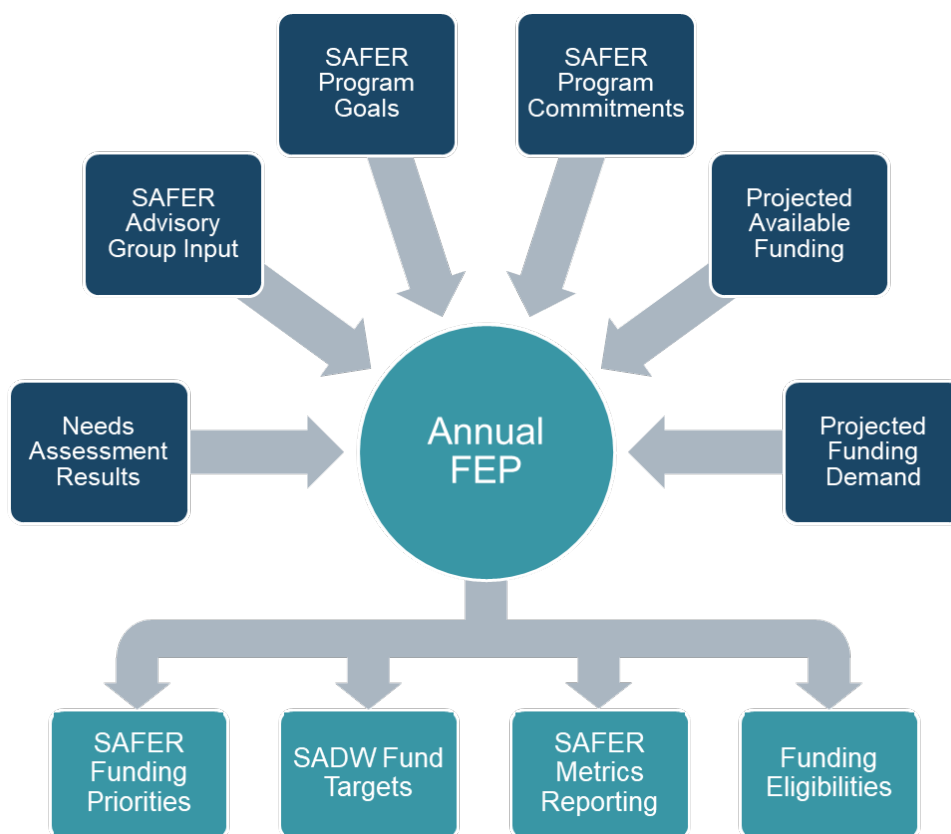 SAFER
Program
Goals
SAFER
Program
Commitments
SAFER
Advisory
Group Input
Projected
Available
Funding
Needs
Assessment
Results
Annual
FEP
Projected
Funding
Demand
SAFER
Funding
Priorities
SADW Fund
Targets
SAFER
Metrics
Reporting
Funding
Eligibilities